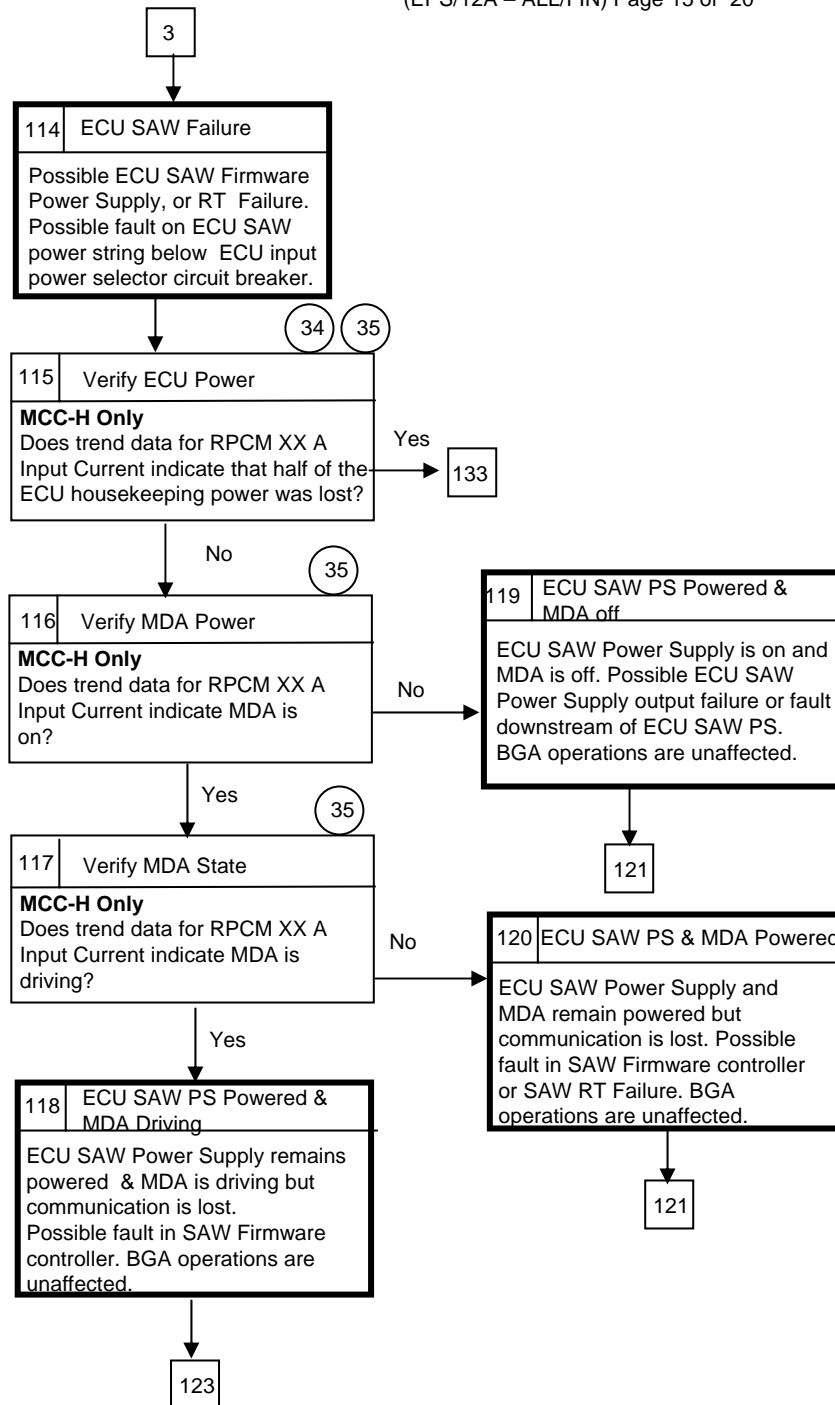 (EPS/12A – ALL/FIN) Page 15 of 20
3
114 ECU SAW Failure
Possible ECU SAW Firmware
Power Supply, or RT Failure.
Possible fault on ECU SAW
power string below ECU input
power selector circuit breaker.
34 35
115 Verify ECU Power
MCC-H Only
Does trend data for RPCM XX A
Input Current indicate that half of the
ECU housekeeping power was lost?
Yes
133
No
35
116 Verify MDA Power
MCC-H Only
Does trend data for RPCM XX A
Input Current indicate MDA is
on?
No
119 ECU SAW PS Powered &
MDA off
ECU SAW Power Supply is on and
MDA is off. Possible ECU SAW
Power Supply output failure or fault
downstream of ECU SAW PS.
BGA operations are unaffected.
121
Yes
35
117 Verify MDA State
MCC-H Only
Does trend data for RPCM XX A
Input Current indicate MDA is
driving?
No
120 ECU SAW PS & MDA Powered
ECU SAW Power Supply and
MDA remain powered but
communication is lost. Possible
fault in SAW Firmware controller
or SAW RT Failure. BGA
operations are unaffected.
121
Yes
118 ECU SAW PS Powered &
MDA Driving
ECU SAW Power Supply remains
powered & MDA is driving but
communication is lost.
Possible fault in SAW Firmware
controller. BGA operations are
unaffected.
123